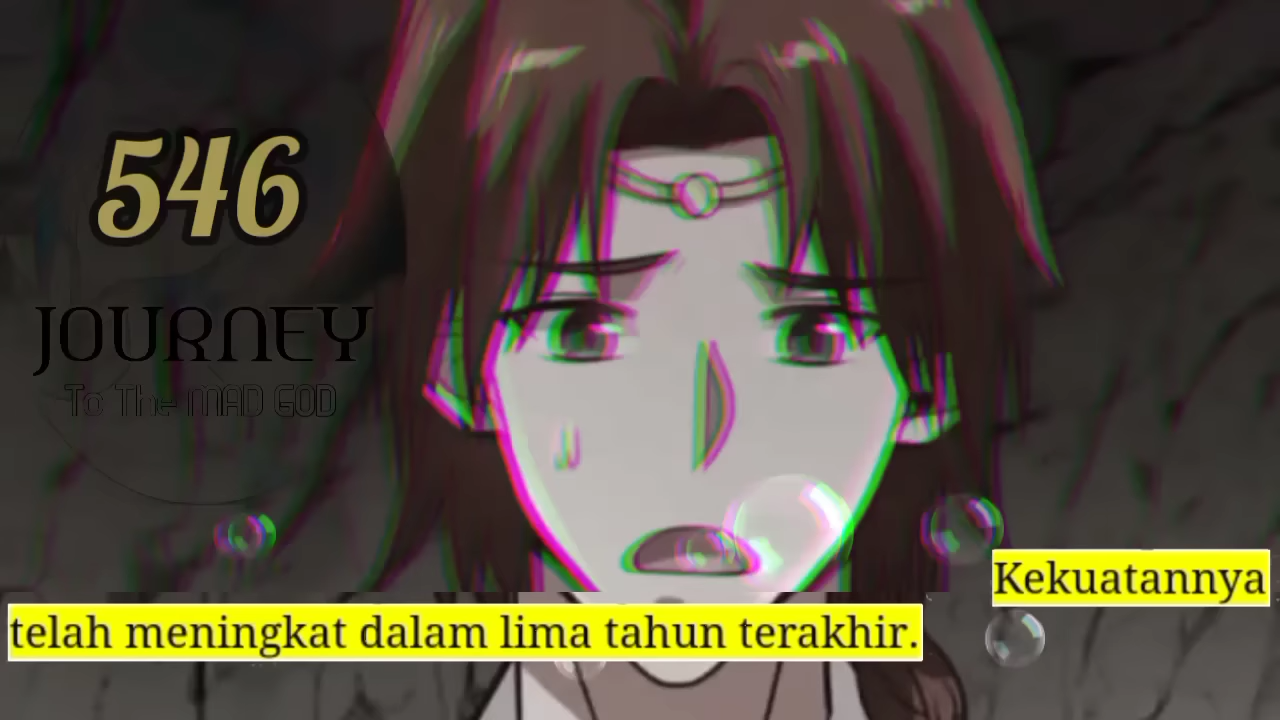 546
JOURNEY
To The MAD GOD
Kekuatannya
telah meningkat dalam lima tahun terakhir.